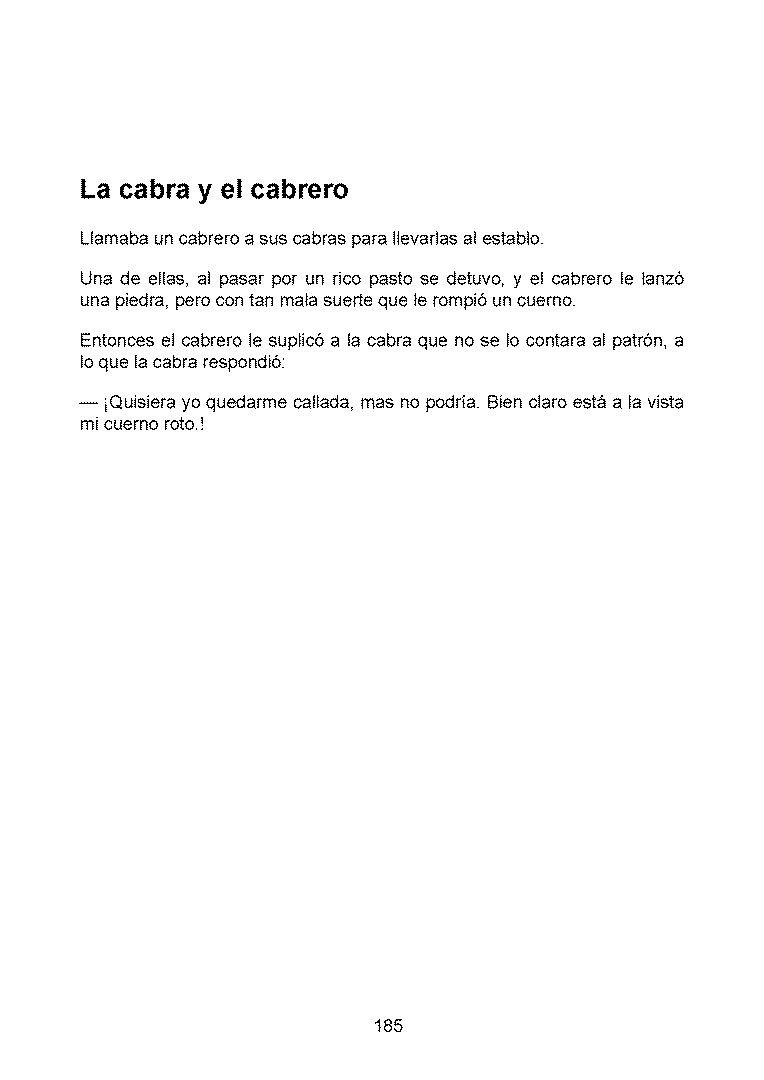 La cabra y el cabrero
Llamaba un cabrero a sus cabras para llevarlas al establo.
Una de ellas, al pasar por un rico pasto se detuvo, y el cabrero le lanzó
una piedra, pero con tan mala suerte que le rompió un cuerno.
Entonces el cabrero le suplicó a la cabra que no se lo contara al patrón, a
lo que la cabra respondió:
— ¡Quisiera yo quedarme callada, mas no podría. Bien claro está a la vista
mi cuerno roto.!
185